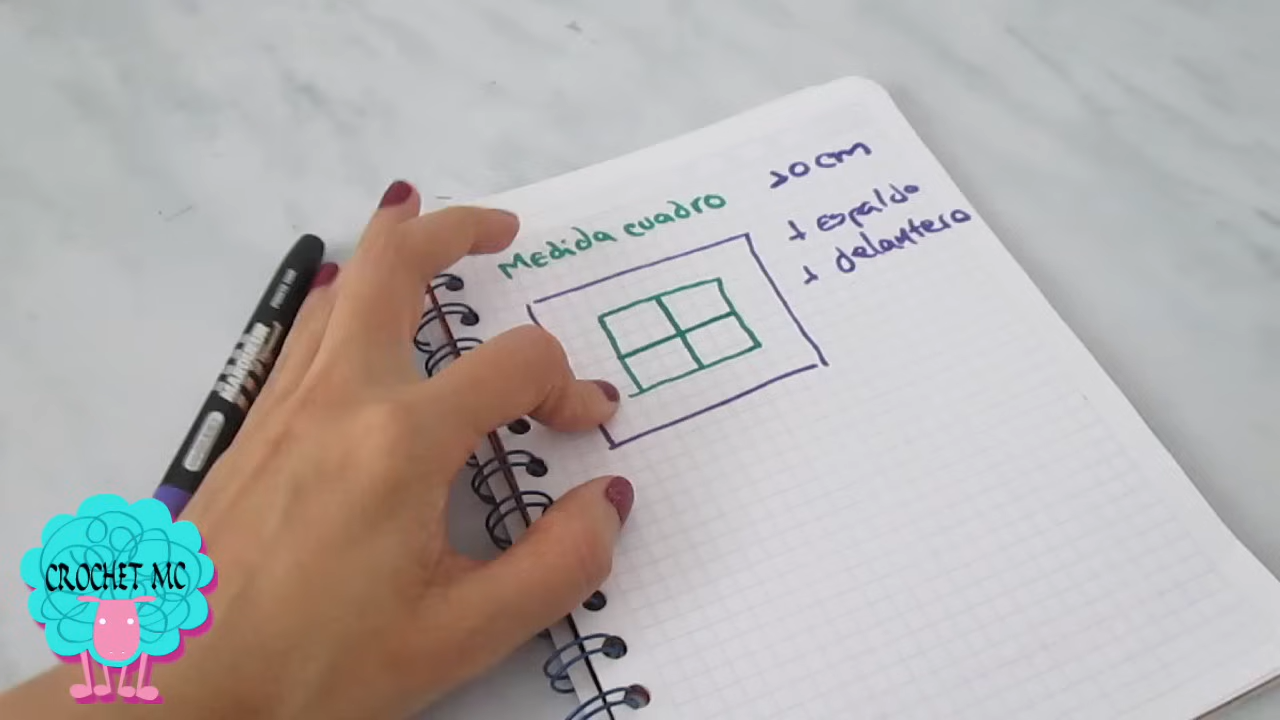 Medida cuadro
20 cm
1 espalda
1 delantero
CROCHET MC